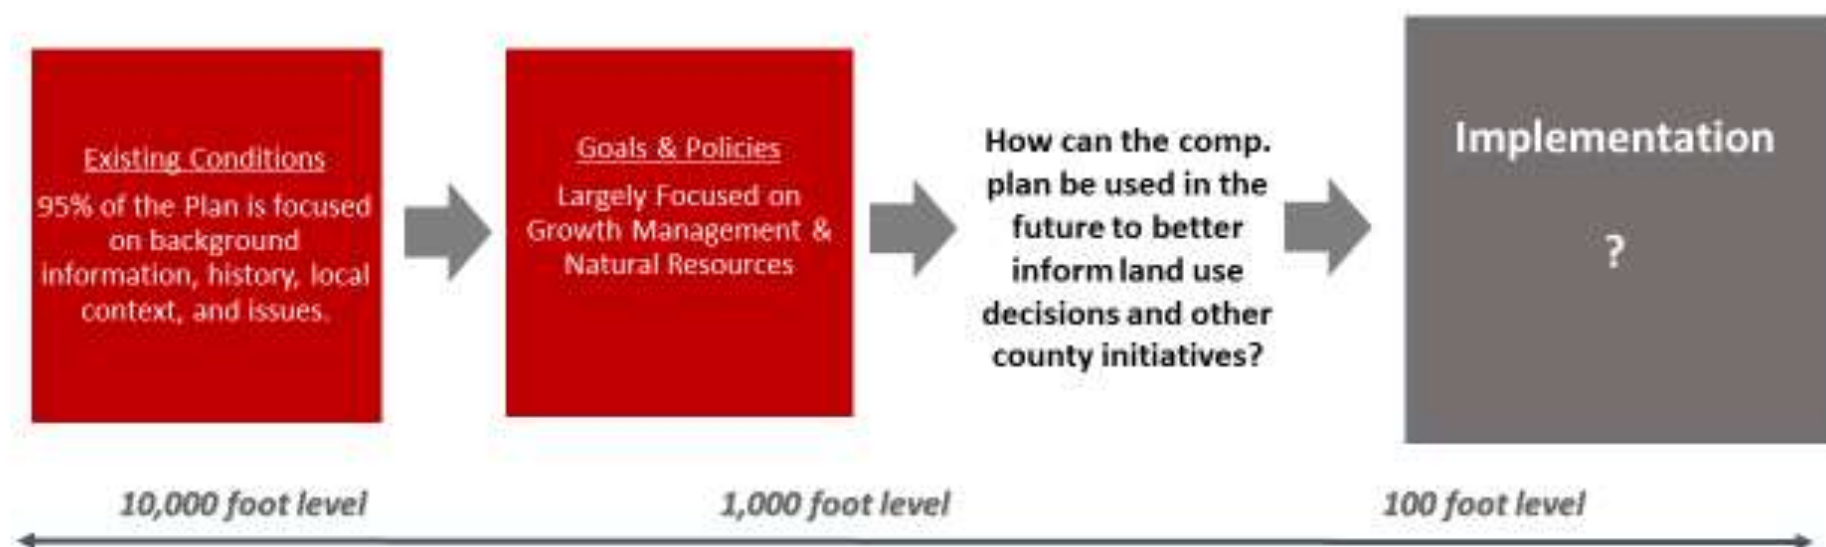 Existing Conditions
95% of the Plan is focused
on background
information, history, local
context, and issues.
Goals & Policies
Largely Focused on
Growth Management &
Natural Resources
How can the comp.
plan be used in the
future to better
inform land use
decisions and other
county initiatives?
Implementation
?
10,000 foot level
1,000 foot level
100 foot level